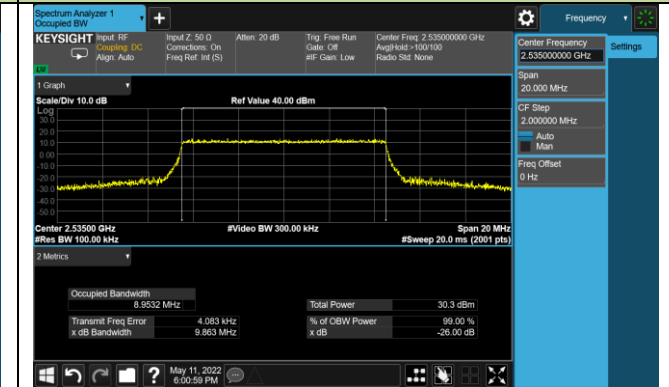 Spectrum Analyzer 1
Occupied BW
+
Frequency
KEYSIGHT
Input: RF
Coupling: DC
Align: Auto
Input Z: 50 Ω
Corrections: On
Freq Ref: Int (S)
Atten: 20 dB
Trig: Free Run
Gate: Off
#IF Gain: Low
Center Freq: 2.535000000 GHz
Avg|Hold:>100/100
Radio Std: None
Center Frequency
2.535000000 GHz
Settings
Span
20.000 MHz
CF Step
2.000000 MHz
Auto
Man
Freq Offset
0 Hz
1 Graph
Scale/Div 10.0 dB
Ref Value 40.00 dBm
Log
30.0
20.0
10.0
0.00
-10.0
-20.0
-30.0
-40.0
-50.0
Center 2.53500 GHz
#Video BW 300.00 kHz
Span 20 MHz
#Res BW 100.00 kHz
#Sweep 20.0 ms (2001 pts)
2 Metrics
Occupied Bandwidth
8.9532 MHz
Total Power
30.3 dBm
Transmit Freq Error
4.083 kHz
% of OBW Power
99.00 %
x dB Bandwidth
9.863 MHz
x dB
-26.00 dB
?
May 11, 2022
6:00:59 PM